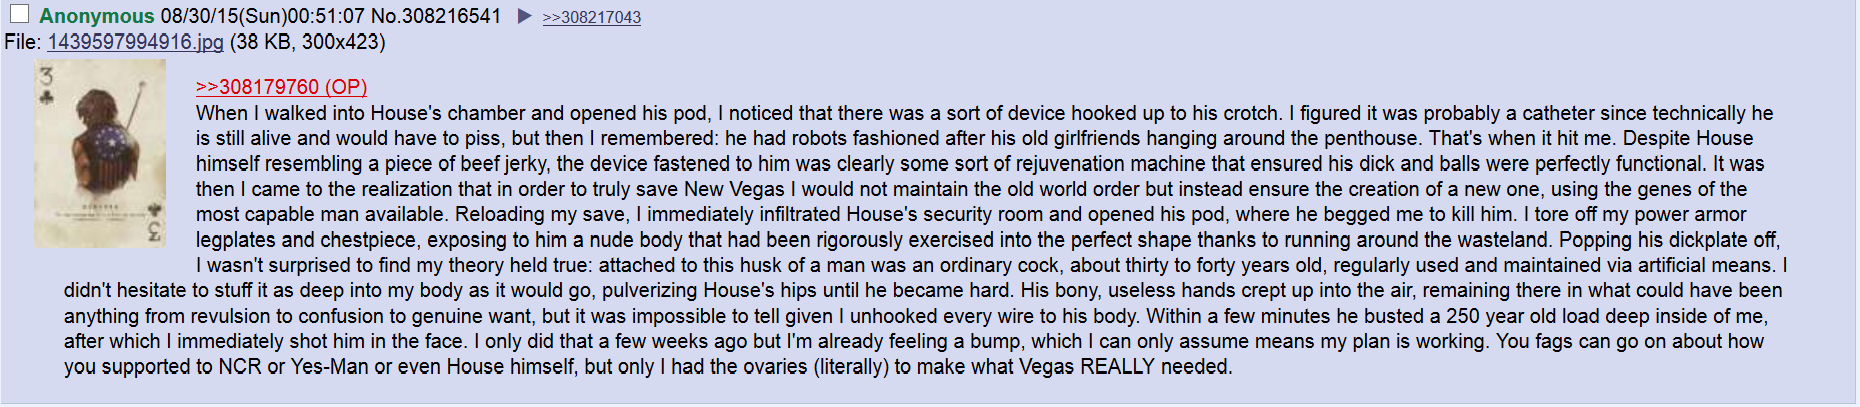 Anonymous 08/30/15(Sun)00:51:07 No.308216541 ▶ >>308217043
File: 1439597994916.jpg (38 KB, 300x423)
3
>>308179760 (OP)
When I walked into House's chamber and opened his pod, I noticed that there was a sort of device hooked up to his crotch. I figured it was probably a catheter since technically he
is still alive and would have to piss, but then I remembered: he had robots fashioned after his old girlfriends hanging around the penthouse. That's when it hit me. Despite House
himself resembling a piece of beef jerky, the device fastened to him was clearly some sort of rejuvenation machine that ensured his dick and balls were perfectly functional. It was
then I came to the realization that in order to truly save New Vegas I would not maintain the old world order but instead ensure the creation of a new one, using the genes of the
most capable man available. Reloading my save, I immediately infiltrated House's security room and opened his pod, where he begged me to kill him. I tore off my power armor
legplates and chestpiece, exposing to him a nude body that had been rigorously exercised into the perfect shape thanks to running around the wasteland. Popping his dickplate off,
I wasn't surprised to find my theory held true: attached to this husk of a man was an ordinary cock, about thirty to forty years old, regularly used and maintained via artificial means. I
didn't hesitate to stuff it as deep into my body as it would go, pulverizing House's hips until he became hard. His bony, useless hands crept up into the air, remaining there in what could have been
anything from revulsion to confusion to genuine want, but it was impossible to tell given I unhooked every wire to his body. Within a few minutes he busted a 250 year old load deep inside of me,
after which I immediately shot him in the face. I only did that a few weeks ago but I'm already feeling a bump, which I can only assume means my plan is working. You fags can go on about how
you supported to NCR or Yes-Man or even House himself, but only I had the ovaries (literally) to make what Vegas REALLY needed.
3